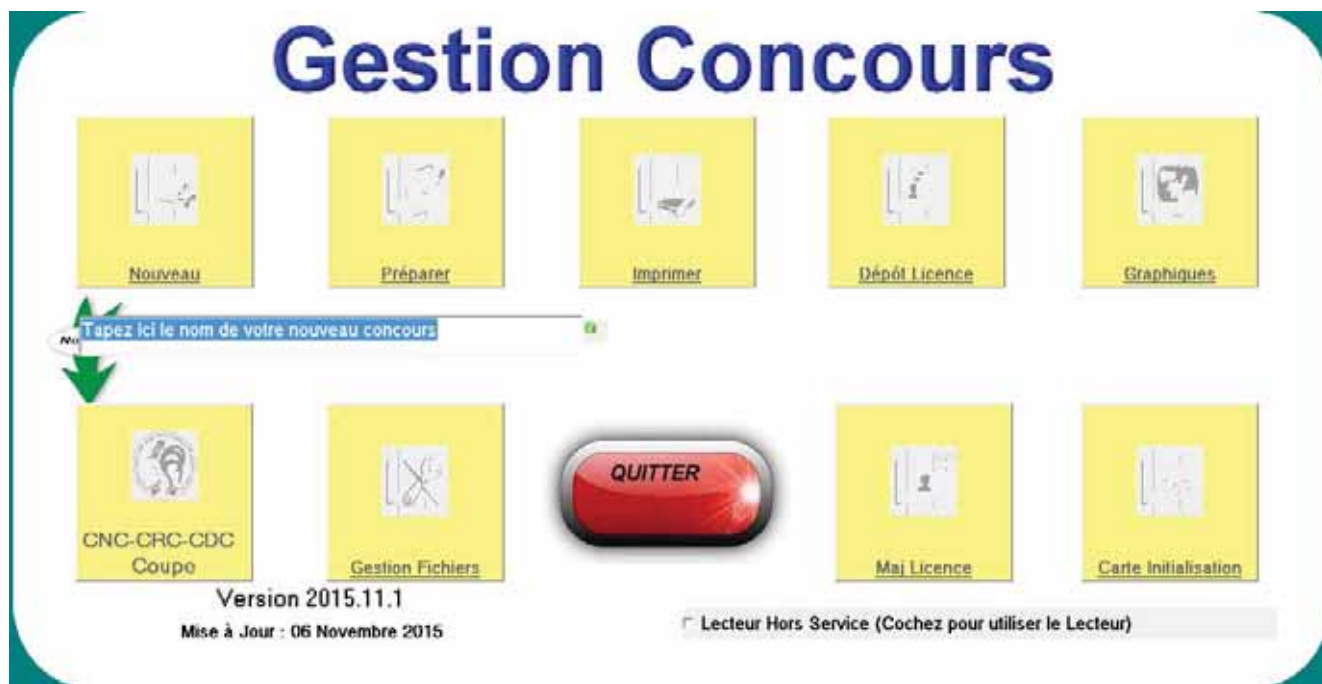 Gestion Concours
Nouveau
Préparer
Imprimer
Dépôt Licence
Graphiques
Tapez Ici le nom de votre nouveau concours
CNC-CRC-CDC
Coupe
Gestion Fichiers
QUITTER
Maj Licence
Carte Initialisation
Version 2015.11.1
Mise à Jour : 06 Novembre 2015
Lecteur Hors Service (Cochez pour utiliser le Lecteur)